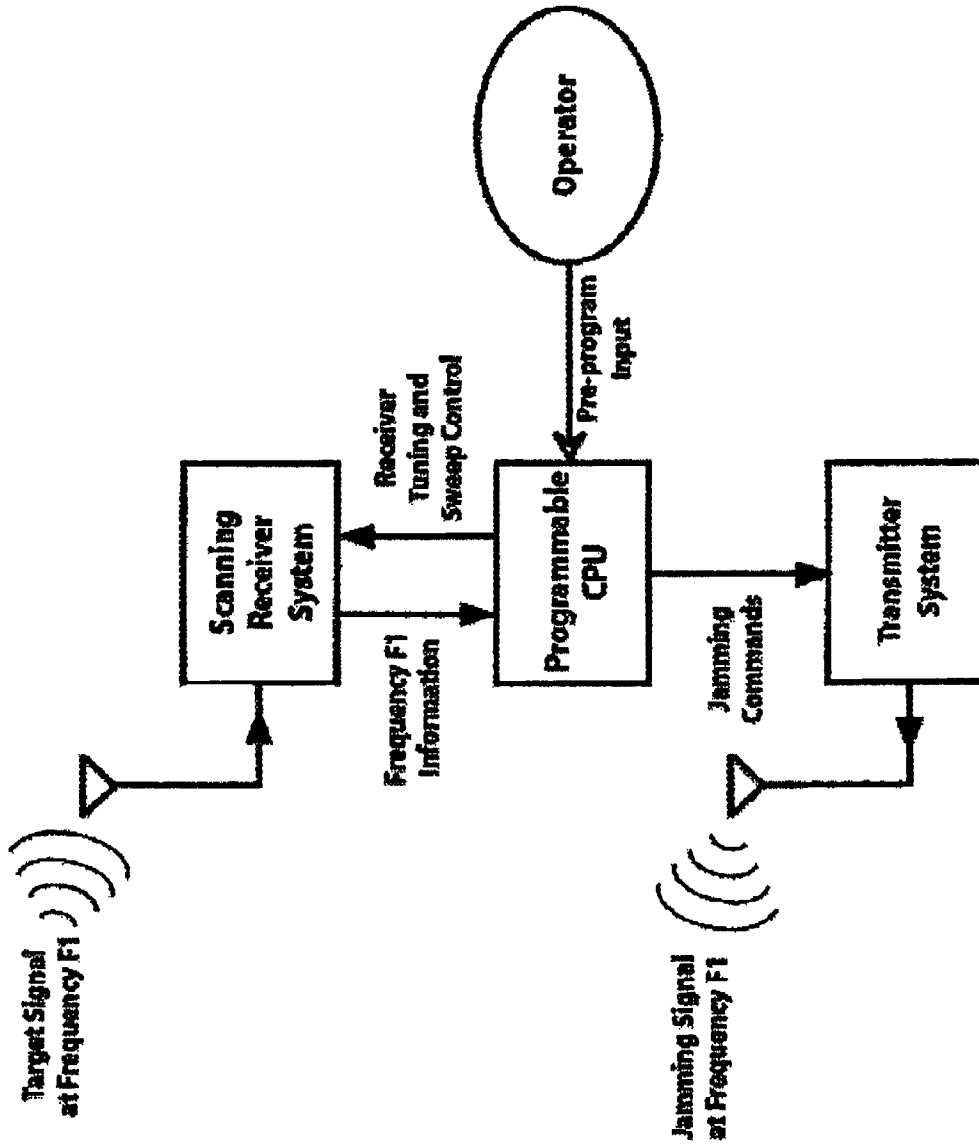 Target Signal
at Frequency F1
Scanning
Receiver
System
Frequency F1
Information
Receiver
Tuning and
Sweep Control
Programmable
CPU
Pre-program
Input
Operator
Jamming
Commands
Transmitter
System
Jamming Signal
at Frequency F1